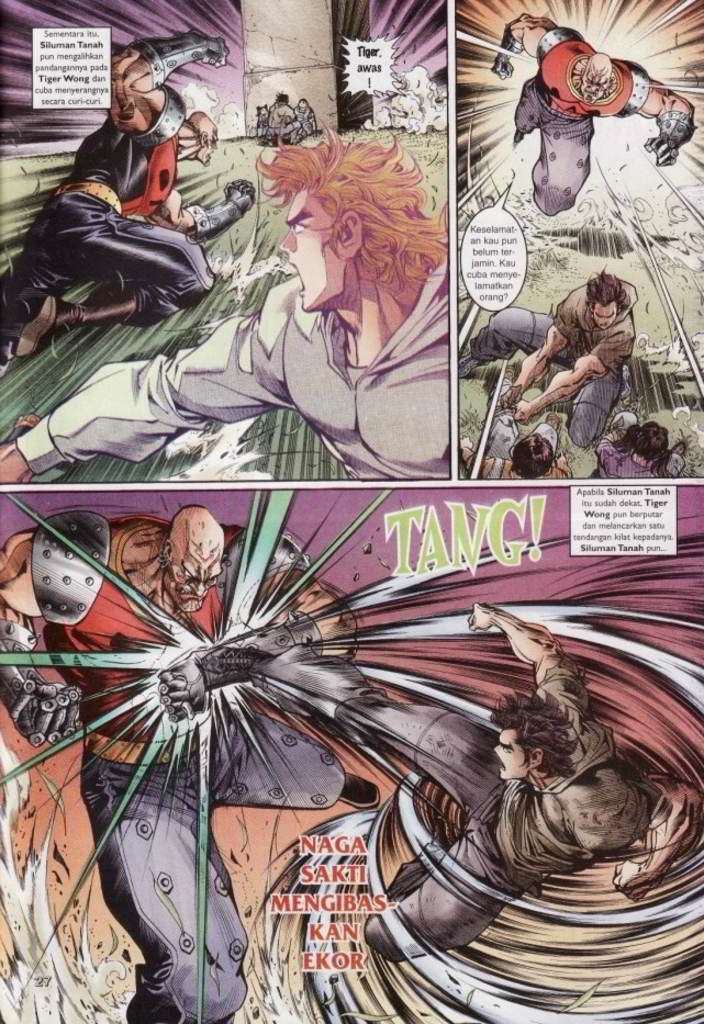 Sementara itu,
Siluman Tanah
pun mengalihkan
pandangannya pada
Tiger Wong dan
cuba menyerangnya
secara curi-curi.
Tiger,
awas
!
Keselamat-
an kau pun
belum ter-
jamin. Kau
cuba menye-
lamatkan
orang?
Apabila Siluman Tanah
itu sudah dekat, Tiger
Wong pun berputar
dan melancarkan satu
tendangan kilat kepadanya.
Siluman Tanah pun...
TANG!
NAGA
SAKTI
MENGIBAS-
KAN
EKOR
27